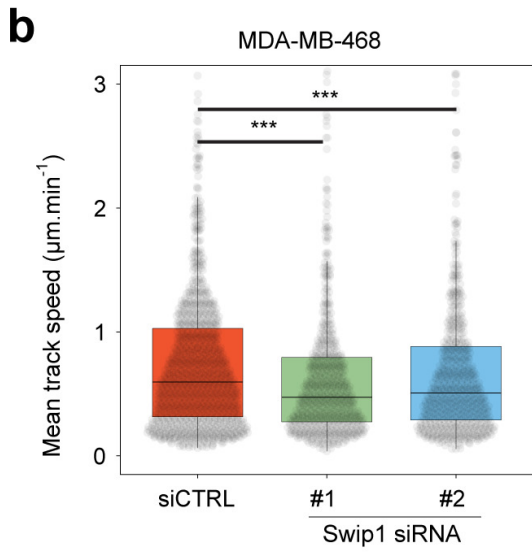 b
MDA-MB-468
Mean track speed (µm.min⁻¹)
3
2
1
0
***
***
siCTRL
#1
#2
Swip1 siRNA